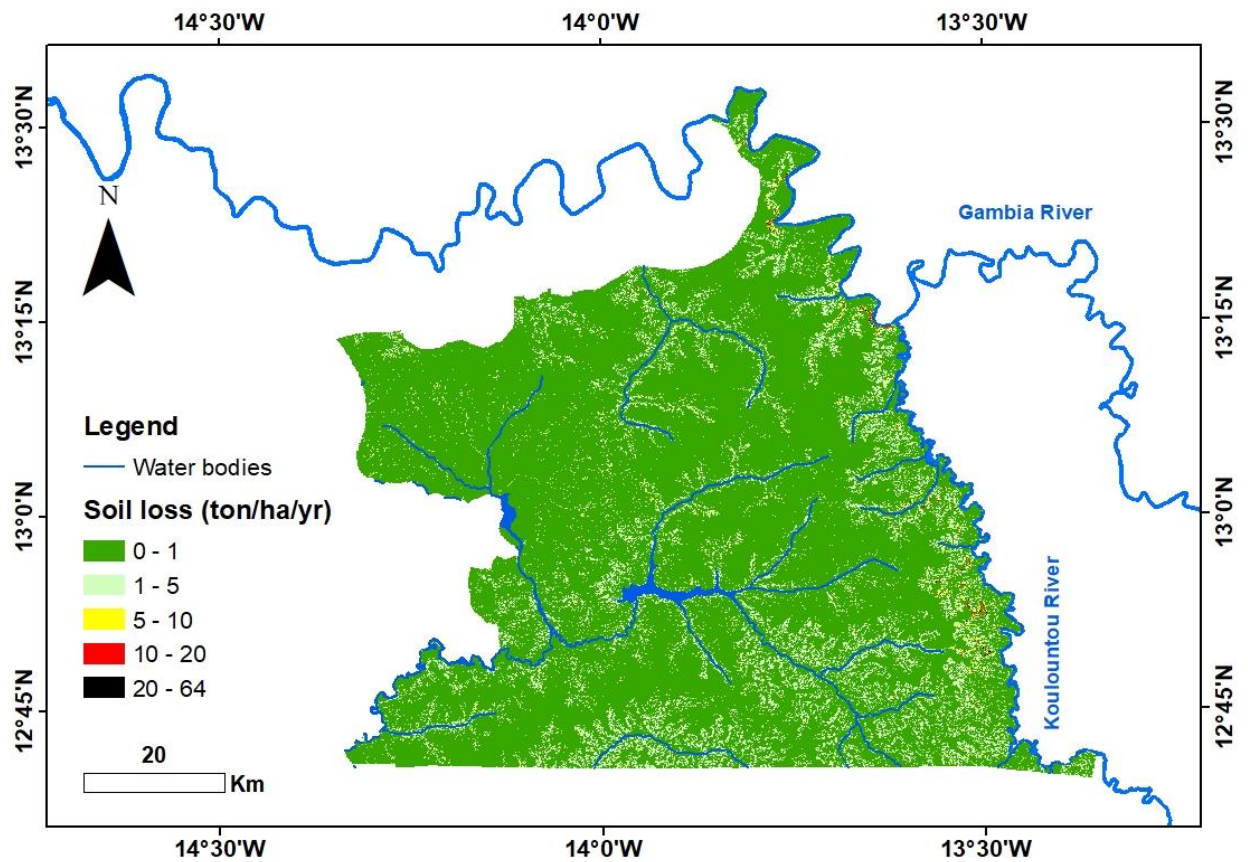 14°30'W 14°0'W 13°30'W
13°30'N 13°30'N
N
Gambia River
13°15'N 13°15'N
Legend
Water bodies
Soil loss (ton/ha/yr)
13°0'N 13°0'N
0 - 1
1 - 5
5 - 10
10 - 20
20 - 64
Koulountou River
12°45'N 12°45'N
20
Km
14°30'W 14°0'W 13°30'W